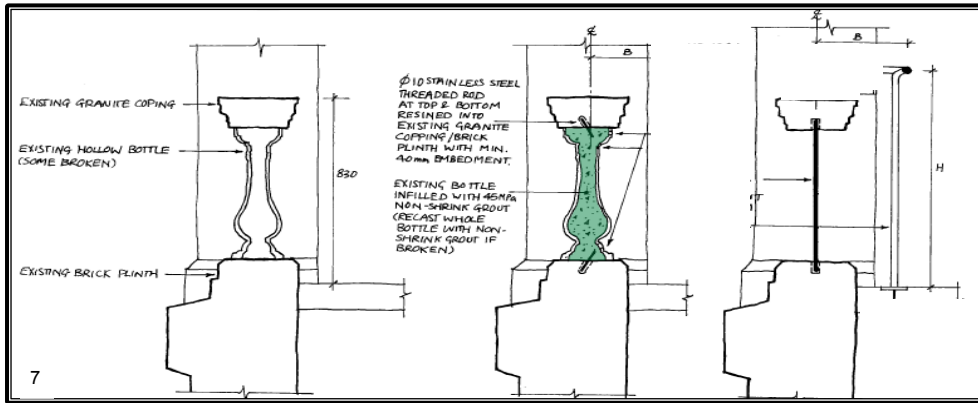 EXISTING GRANITE COPING
EXISTING HOLLOW BOTTLE
(SOME BROKEN)
830
EXISTING BRICK PLINTH
7
℄
B
Ø10 STAINLESS STEEL
THREADED ROD
AT TOP & BOTTOM
RESINED INTO
EXISTING GRANITE
COPPING/BRICK
PLINTH WITH MIN.
40mm EMBEDMENT.
EXISTING BOTTLE
INFILLED WITH 45MPa
NON-SHRINK GROUT
(RECAST WHOLE
BOTTLE WITH NON-
SHRINK GROUT IF
BROKEN)
℄
B
H